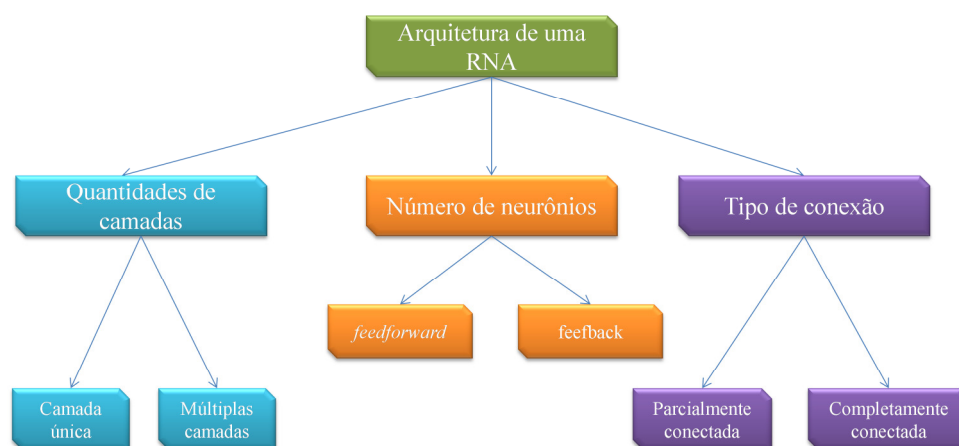 Arquitetura de uma
RNA
Quantidades de
camadas
Número de neurônios
Tipo de conexão
feedforward
feefback
Camada
única
Múltiplas
camadas
Parcialmente
conectada
Completamente
conectada